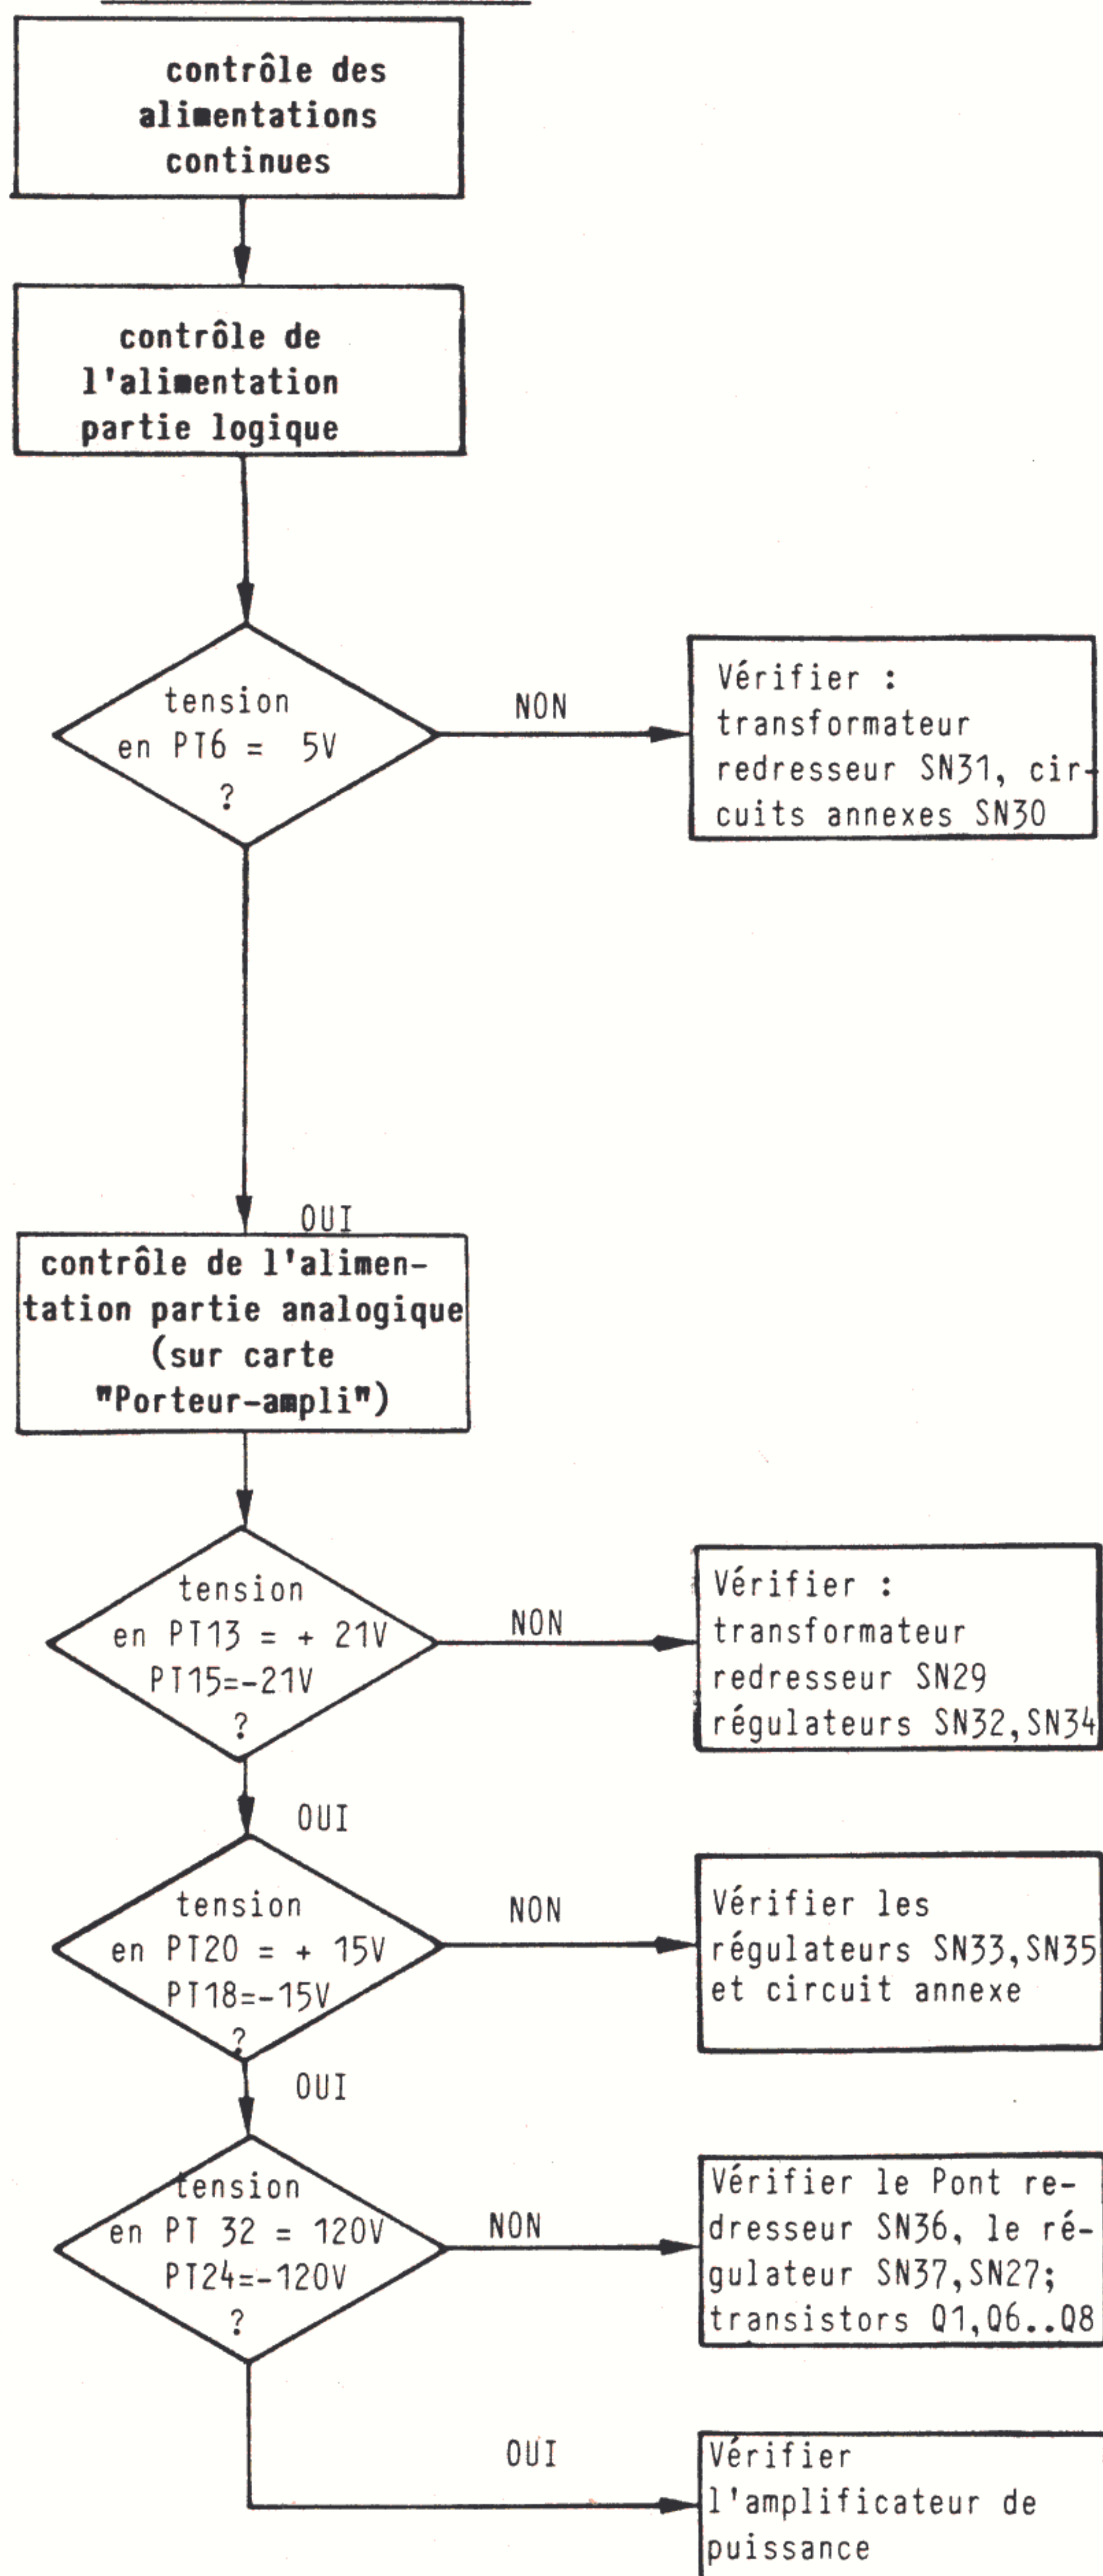 contrôle des
alimentations
continues
contrôle de
l'alimentation
partie logique
tension
en PT6 = 5V
?
NON
Vérifier :
transformateur
redresseur SN31, cir-
cuits annexes SN30
OUI
contrôle de l'alimen-
tation partie analogique
(sur carte
"Porteur-ampli")
tension
en PT13 = + 21V
PT15=-21V
?
NON
Vérifier :
transformateur
redresseur SN29
régulateurs SN32,SN34
OUI
tension
en PT20 = + 15V
PT18=-15V
?
NON
Vérifier les
régulateurs SN33,SN35
et circuit annexe
OUI
tension
en PT 32 = 120V
PT24=-120V
?
NON
Vérifier le Pont re-
dresseur SN36, le ré-
gulateur SN37,SN27;
transistors Q1,Q6..Q8
OUI
Vérifier
l'amplificateur de
puissance